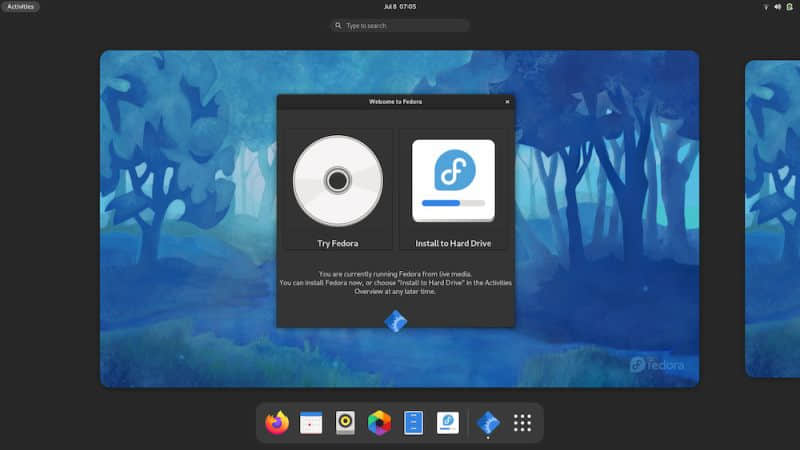 Activities
Jul 8 07:05
Type to search
Welcome to Fedora
Try Fedora
Install to Hard Drive
You are currently running Fedora from live media.
You can install Fedora now, or choose "Install to Hard Drive" in the Activities
Overview at any later time.
fedora